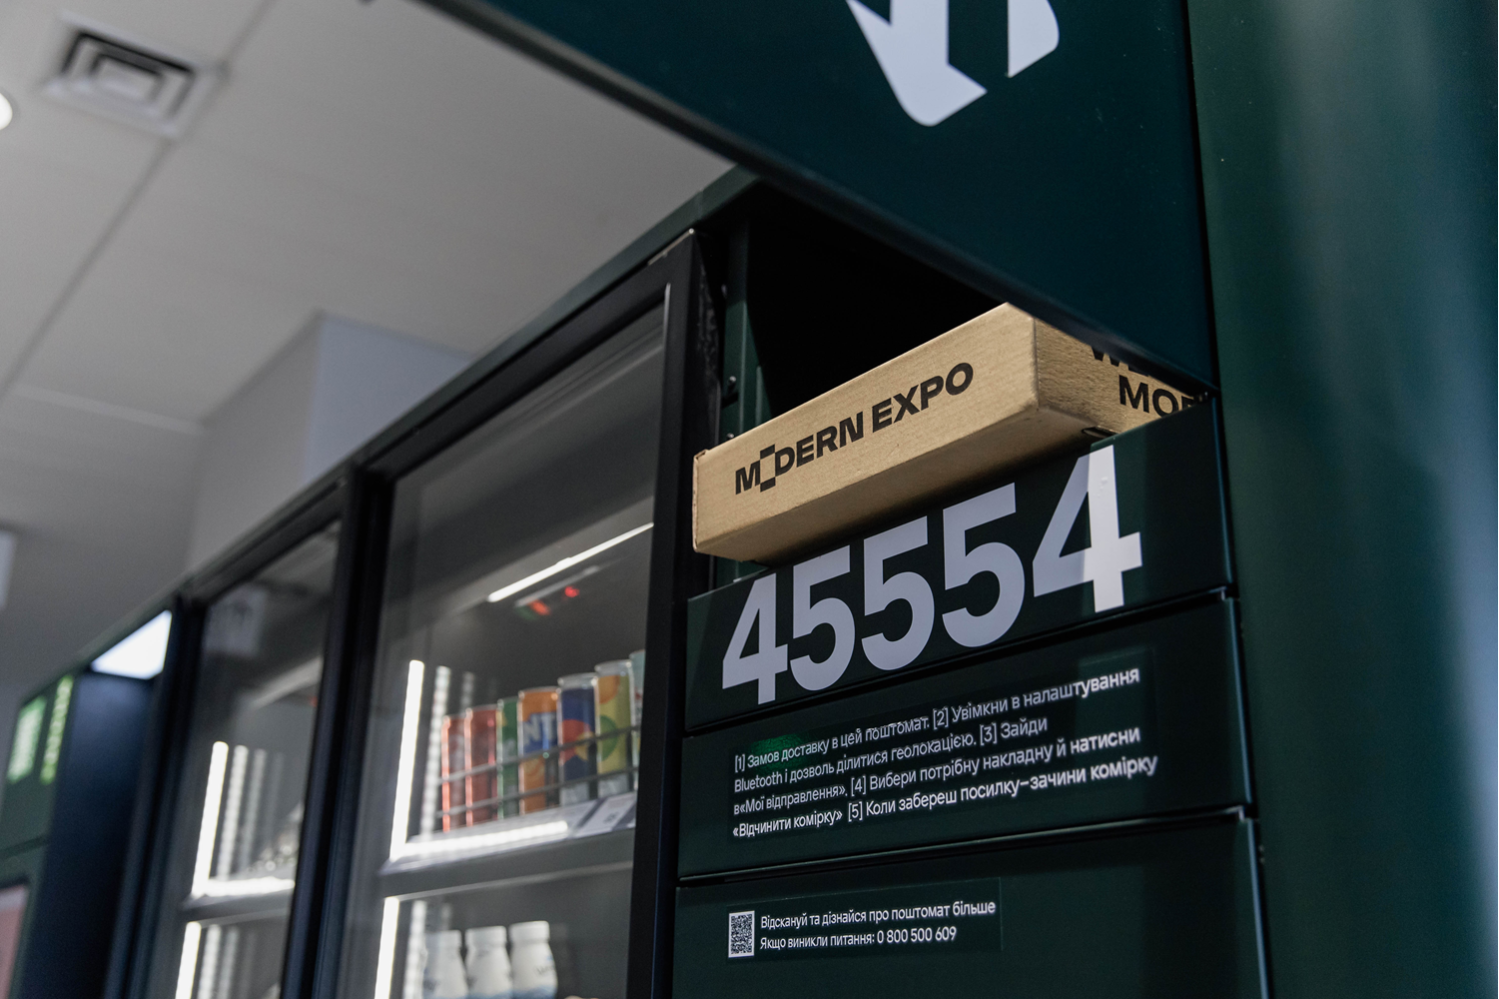 MODERN EXPO
MO
45554
[1] Замов доставку в цей поштомат. [2] Увімкни в налаштування
Bluetooth і дозволь ділитися геолокацією. [3] Зайди
в«Мої відправлення», [4] Вибери потрібну накладну й натисни
«Відчинити комірку» [5] Коли забереш посилку–зачини комірку
Відскануй та дізнайся про поштомат більше
Якщо виникли питання: 0 800 500 609